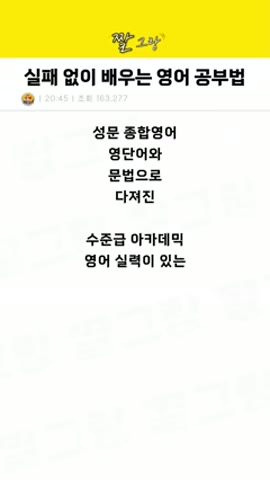 짤그랑
실패 없이 배우는 영어 공부법
| 20:45 | 조회 163,277
성문 종합영어
영단어와
문법으로
다져진
수준급 아카데믹
영어 실력이 있는